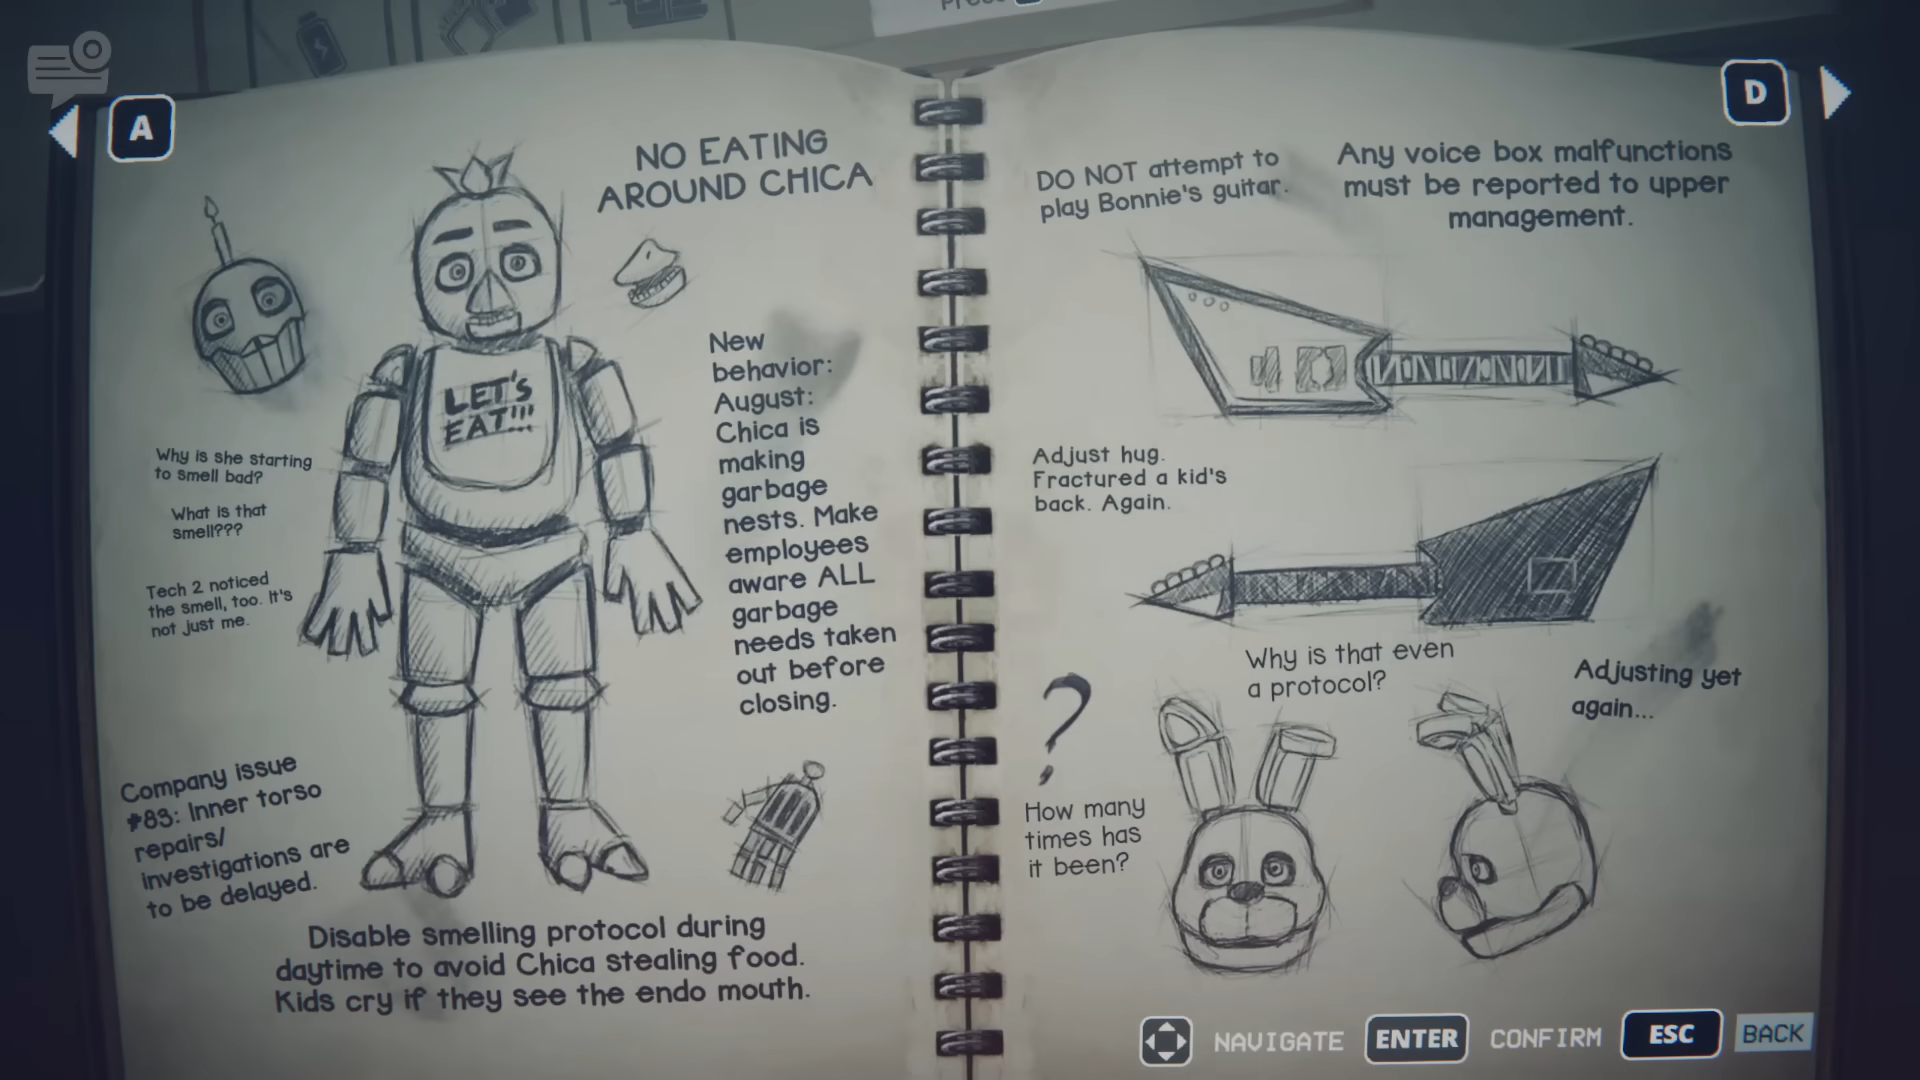 A
D
NO EATING
AROUND CHICA
LET'S
EAT!!!
New
behavior:
August:
Chica is
making
garbage
nests. Make
employees
aware ALL
garbage
needs taken
out before
closing.
Why is she starting
to smell bad?
What is that
smell???
Tech 2 noticed
the smell, too. It's
not just me.
Company issue
#83: Inner torso
repairs/
investigations are
to be delayed.
Disable smelling protocol during
daytime to avoid Chica stealing food.
Kids cry if they see the endo mouth.
DO NOT attempt to
play Bonnie's guitar.
Any voice box malfunctions
must be reported to upper
management.
Adjust hug.
Fractured a kid's
back. Again.
Why is that even
a protocol?
Adjusting yet
again...
?
How many
times has
it been?
NAVIGATE
ENTER
CONFIRM
ESC
BACK